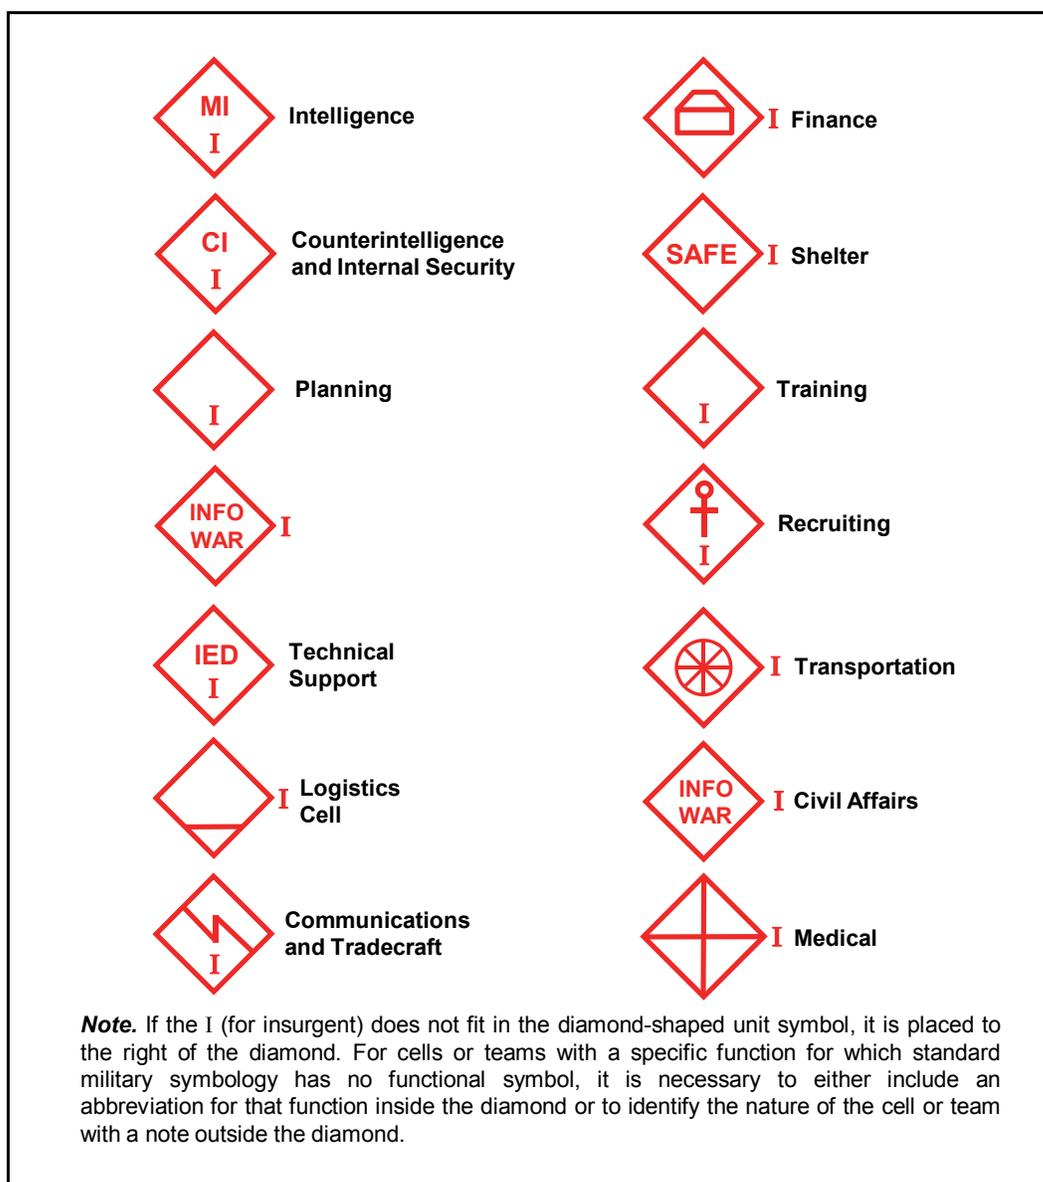 MI
I
Intelligence
I
Finance
CI
I
Counterintelligence
and Internal Security
SAFE
I
Shelter
I
Planning
I
Training
INFO
WAR
I
I
Recruiting
IED
I
Technical
Support
I
Transportation
I
Logistics
Cell
INFO
WAR
I
Civil Affairs
I
Communications
and Tradecraft
I
Medical
Note. If the I (for insurgent) does not fit in the diamond-shaped unit symbol, it is placed to
the right of the diamond. For cells or teams with a specific function for which standard
military symbology has no functional symbol, it is necessary to either include an
abbreviation for that function inside the diamond or to identify the nature of the cell or team
with a note outside the diamond.